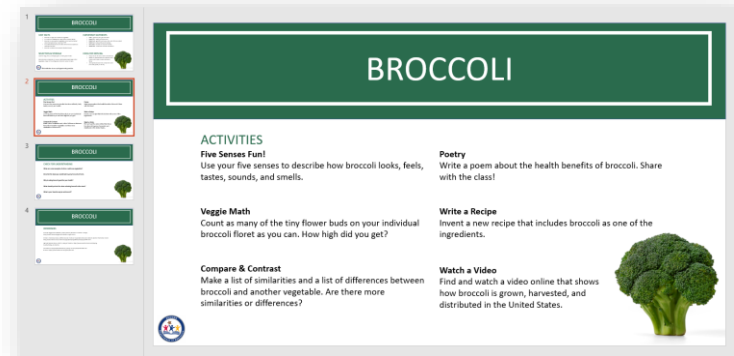 1
BROCCOLI
2
BROCCOLI
3
BROCCOLI
4
BROCCOLI
BROCCOLI
ACTIVITIES
Five Senses Fun!
Use your five senses to describe how broccoli looks, feels,
tastes, sounds, and smells.
Veggie Math
Count as many of the tiny flower buds on your individual
broccoli floret as you can. How high did you get?
Compare & Contrast
Make a list of similarities and a list of differences between
broccoli and another vegetable. Are there more
similarities or differences?
Poetry
Write a poem about the health benefits of broccoli. Share
with the class!
Write a Recipe
Invent a new recipe that includes broccoli as one of the
ingredients.
Watch a Video
Find and watch a video online that shows
how broccoli is grown, harvested, and
distributed in the United States.